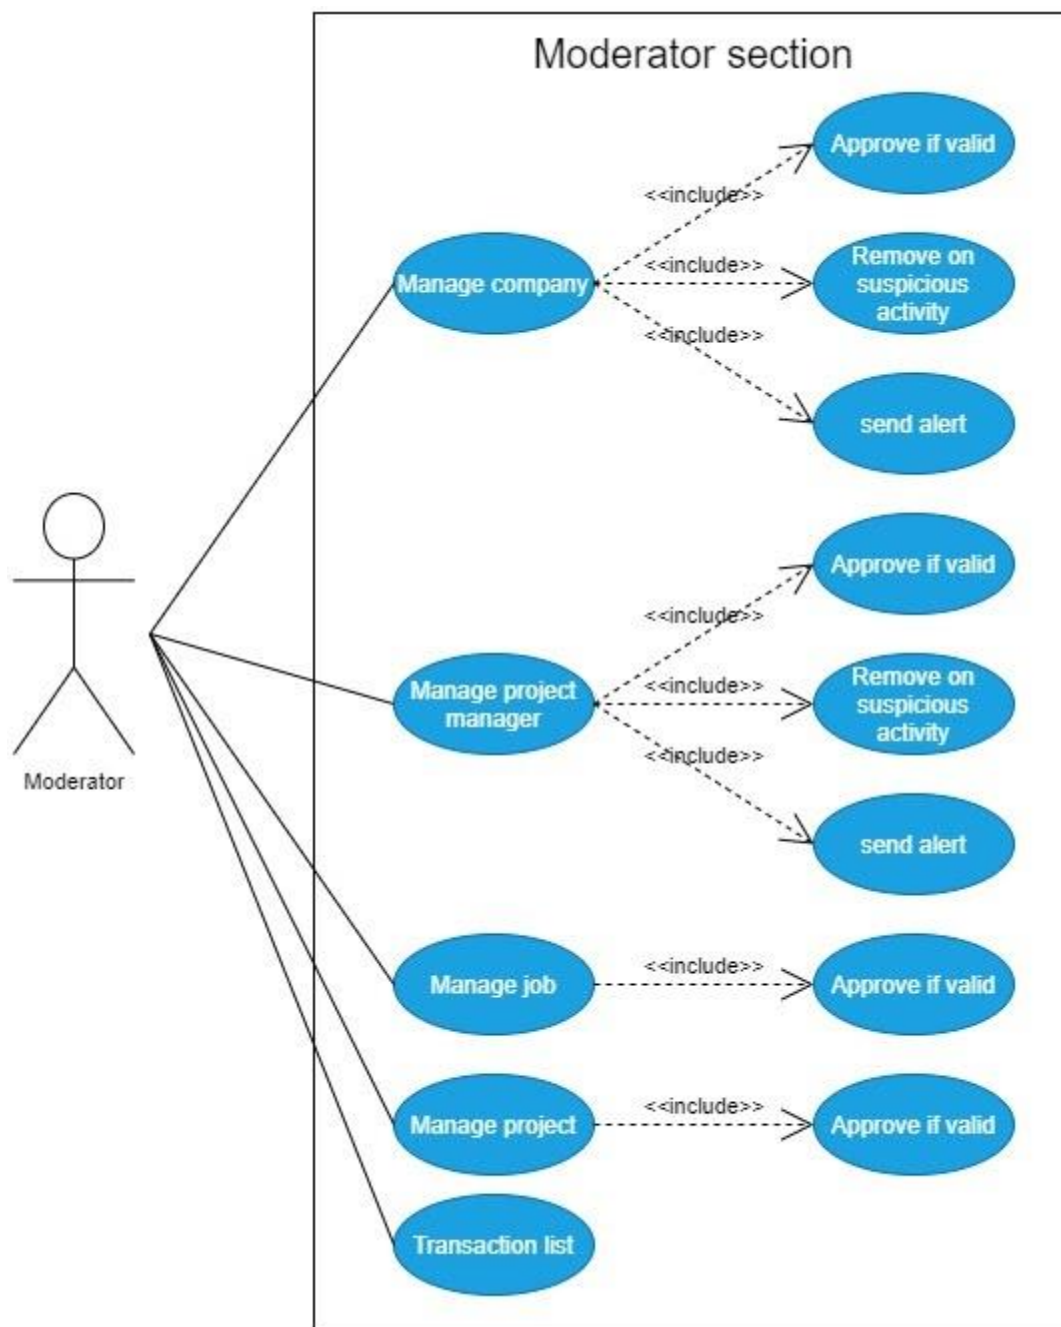 Moderator section
Approve if valid
<<include>>
Manage company
<<include>>
Remove on
suspicious
activity
<<include>>
send alert
Approve if valid
<<include>>
Manage project
manager
<<include>>
Remove on
suspicious
activity
<<include>>
send alert
Moderator
Manage job
<<include>>
Approve if valid
Manage project
<<include>>
Approve if valid
Transaction list